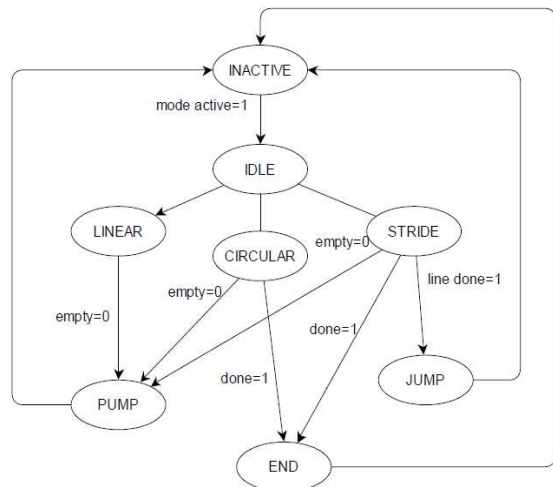 INACTIVE
mode active=1
IDLE
LINEAR
CIRCULAR
empty=0
STRIDE
empty=0
empty=0
line done=1
done=1
done=1
PUMP
JUMP
END